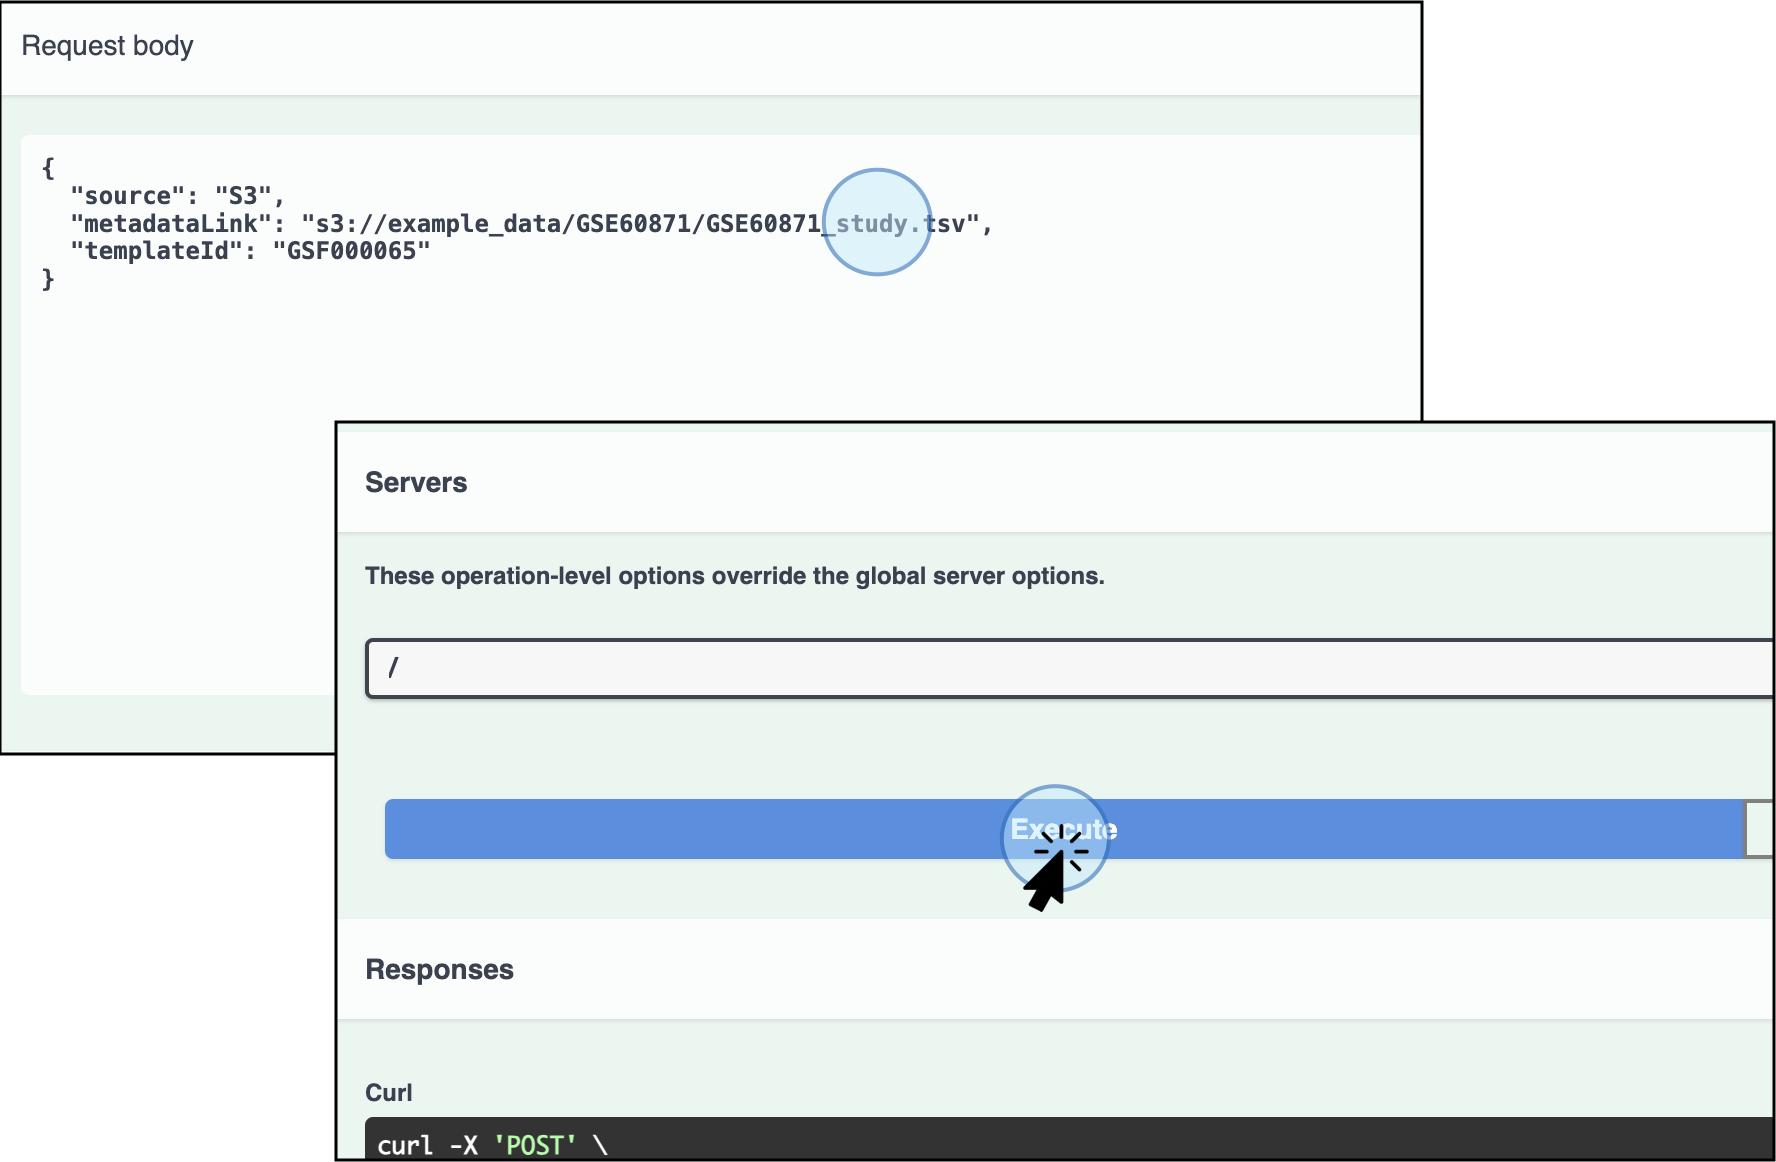 Request body
{
  "source": "S3",
  "metadataLink": "s3://example_data/GSE60871/GSE60871_study.tsv",
  "templateId": "GSF000065"
}
Servers
These operation-level options override the global server options.
/
Execute
Responses
Curl
curl -X 'POST' \